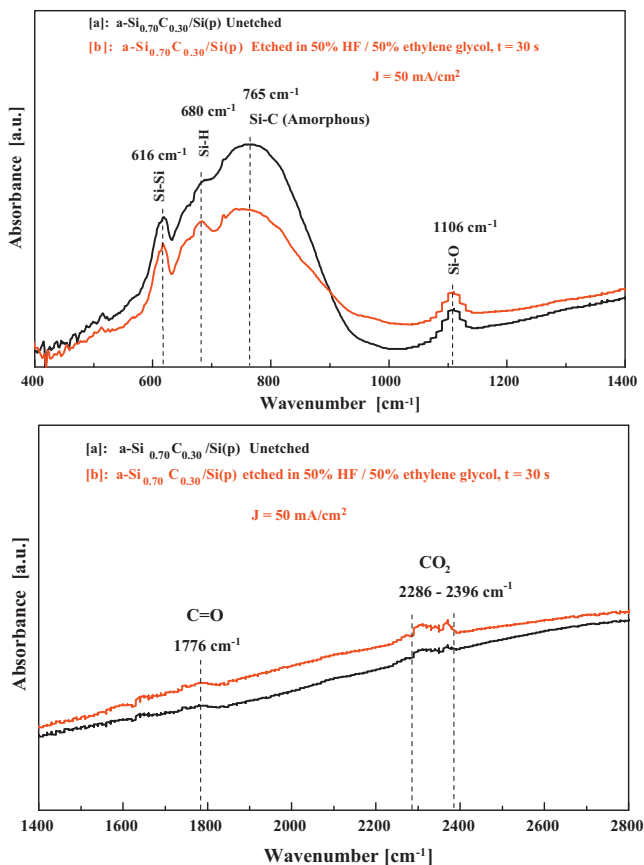 [a]: a-Si0.70C0.30/Si(p) Unetched
[b]: a-Si0.70C0.30/Si(p) Etched in 50% HF / 50% ethylene glycol, t = 30 s
J = 50 mA/cm2
765 cm-1
680 cm-1
Si-C (Amorphous)
616 cm-1
Si-H
Si-Si
1106 cm-1
Si-O
Absorbance [a.u.]
400 600 800 1000 1200 1400
Wavenumber [cm-1]
[a]: a-Si 0.70 C 0.30/Si(p) Unetched
[b]: a-Si 0.70 C 0.30/Si(p) etched in 50% HF / 50% ethylene glycol, t = 30 s
J = 50 mA/cm2
CO2
2286 - 2396 cm-1
C=O
1776 cm-1
Absorbance [a.u.]
1400 1600 1800 2000 2200 2400 2600 2800
Wavenumber [cm-1]